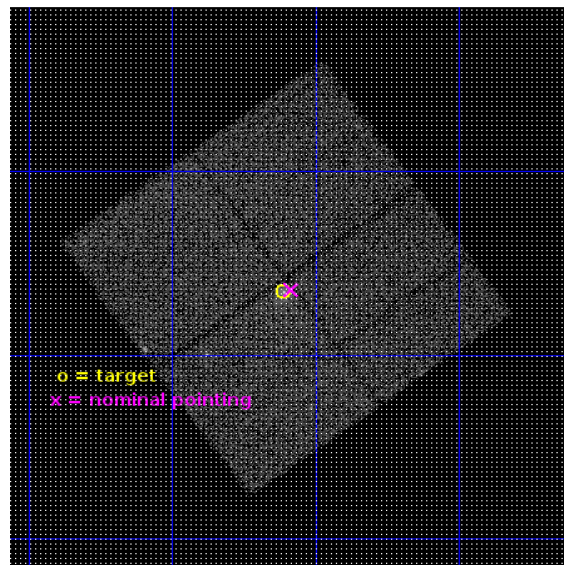 o = target
x = nominal pointing